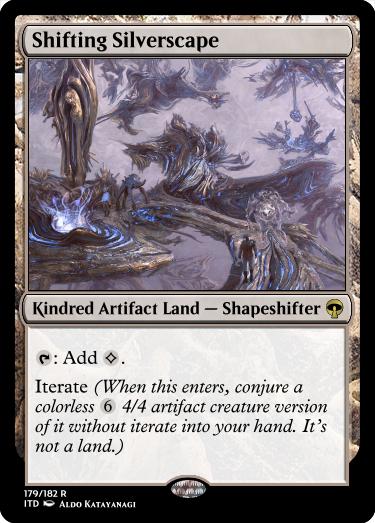 Shifting Silverscape
Kindred Artifact Land — Shapeshifter
: Add .
Iterate (When this enters, conjure a
colorless 6 4/4 artifact creature version
of it without iterate into your hand. It's
not a land.)
179/182 R
ITD Aldo Katayanagi